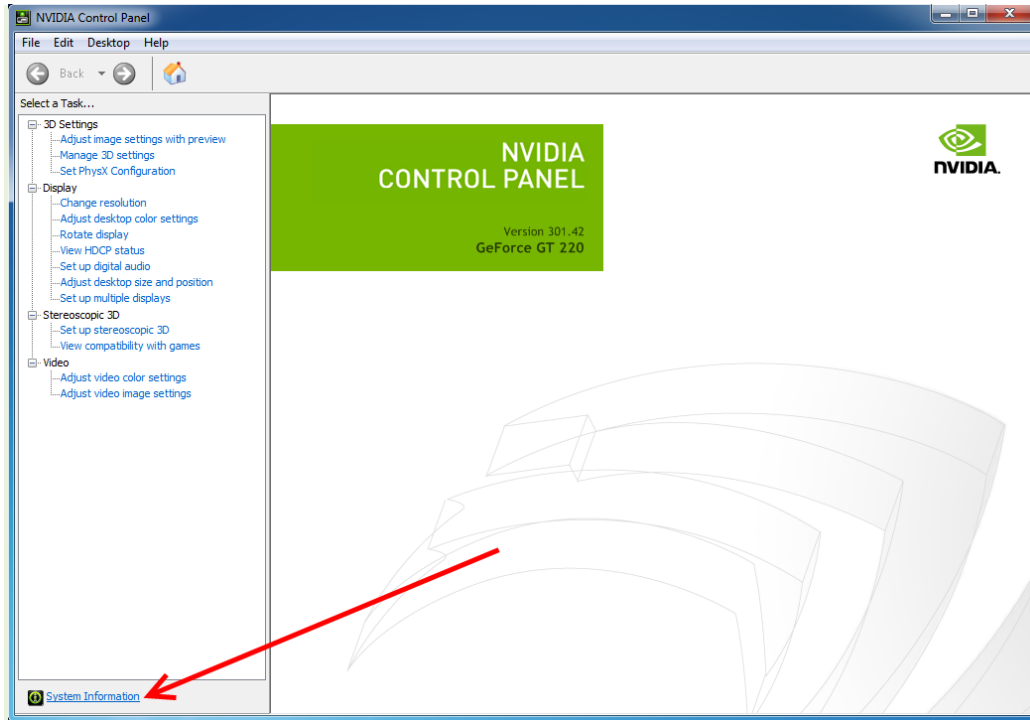 NVIDIA Control Panel
File Edit Desktop Help
Back
Select a Task...
3D Settings
Adjust image settings with preview
Manage 3D settings
Set PhysX Configuration
Display
Change resolution
Adjust desktop color settings
Rotate display
View HDCP status
Set up digital audio
Adjust desktop size and position
Set up multiple displays
Stereoscopic 3D
Set up stereoscopic 3D
View compatibility with games
Video
Adjust video color settings
Adjust video image settings
System Information
NVIDIA
CONTROL PANEL
Version 301.42
GeForce GT 220
NVIDIA.